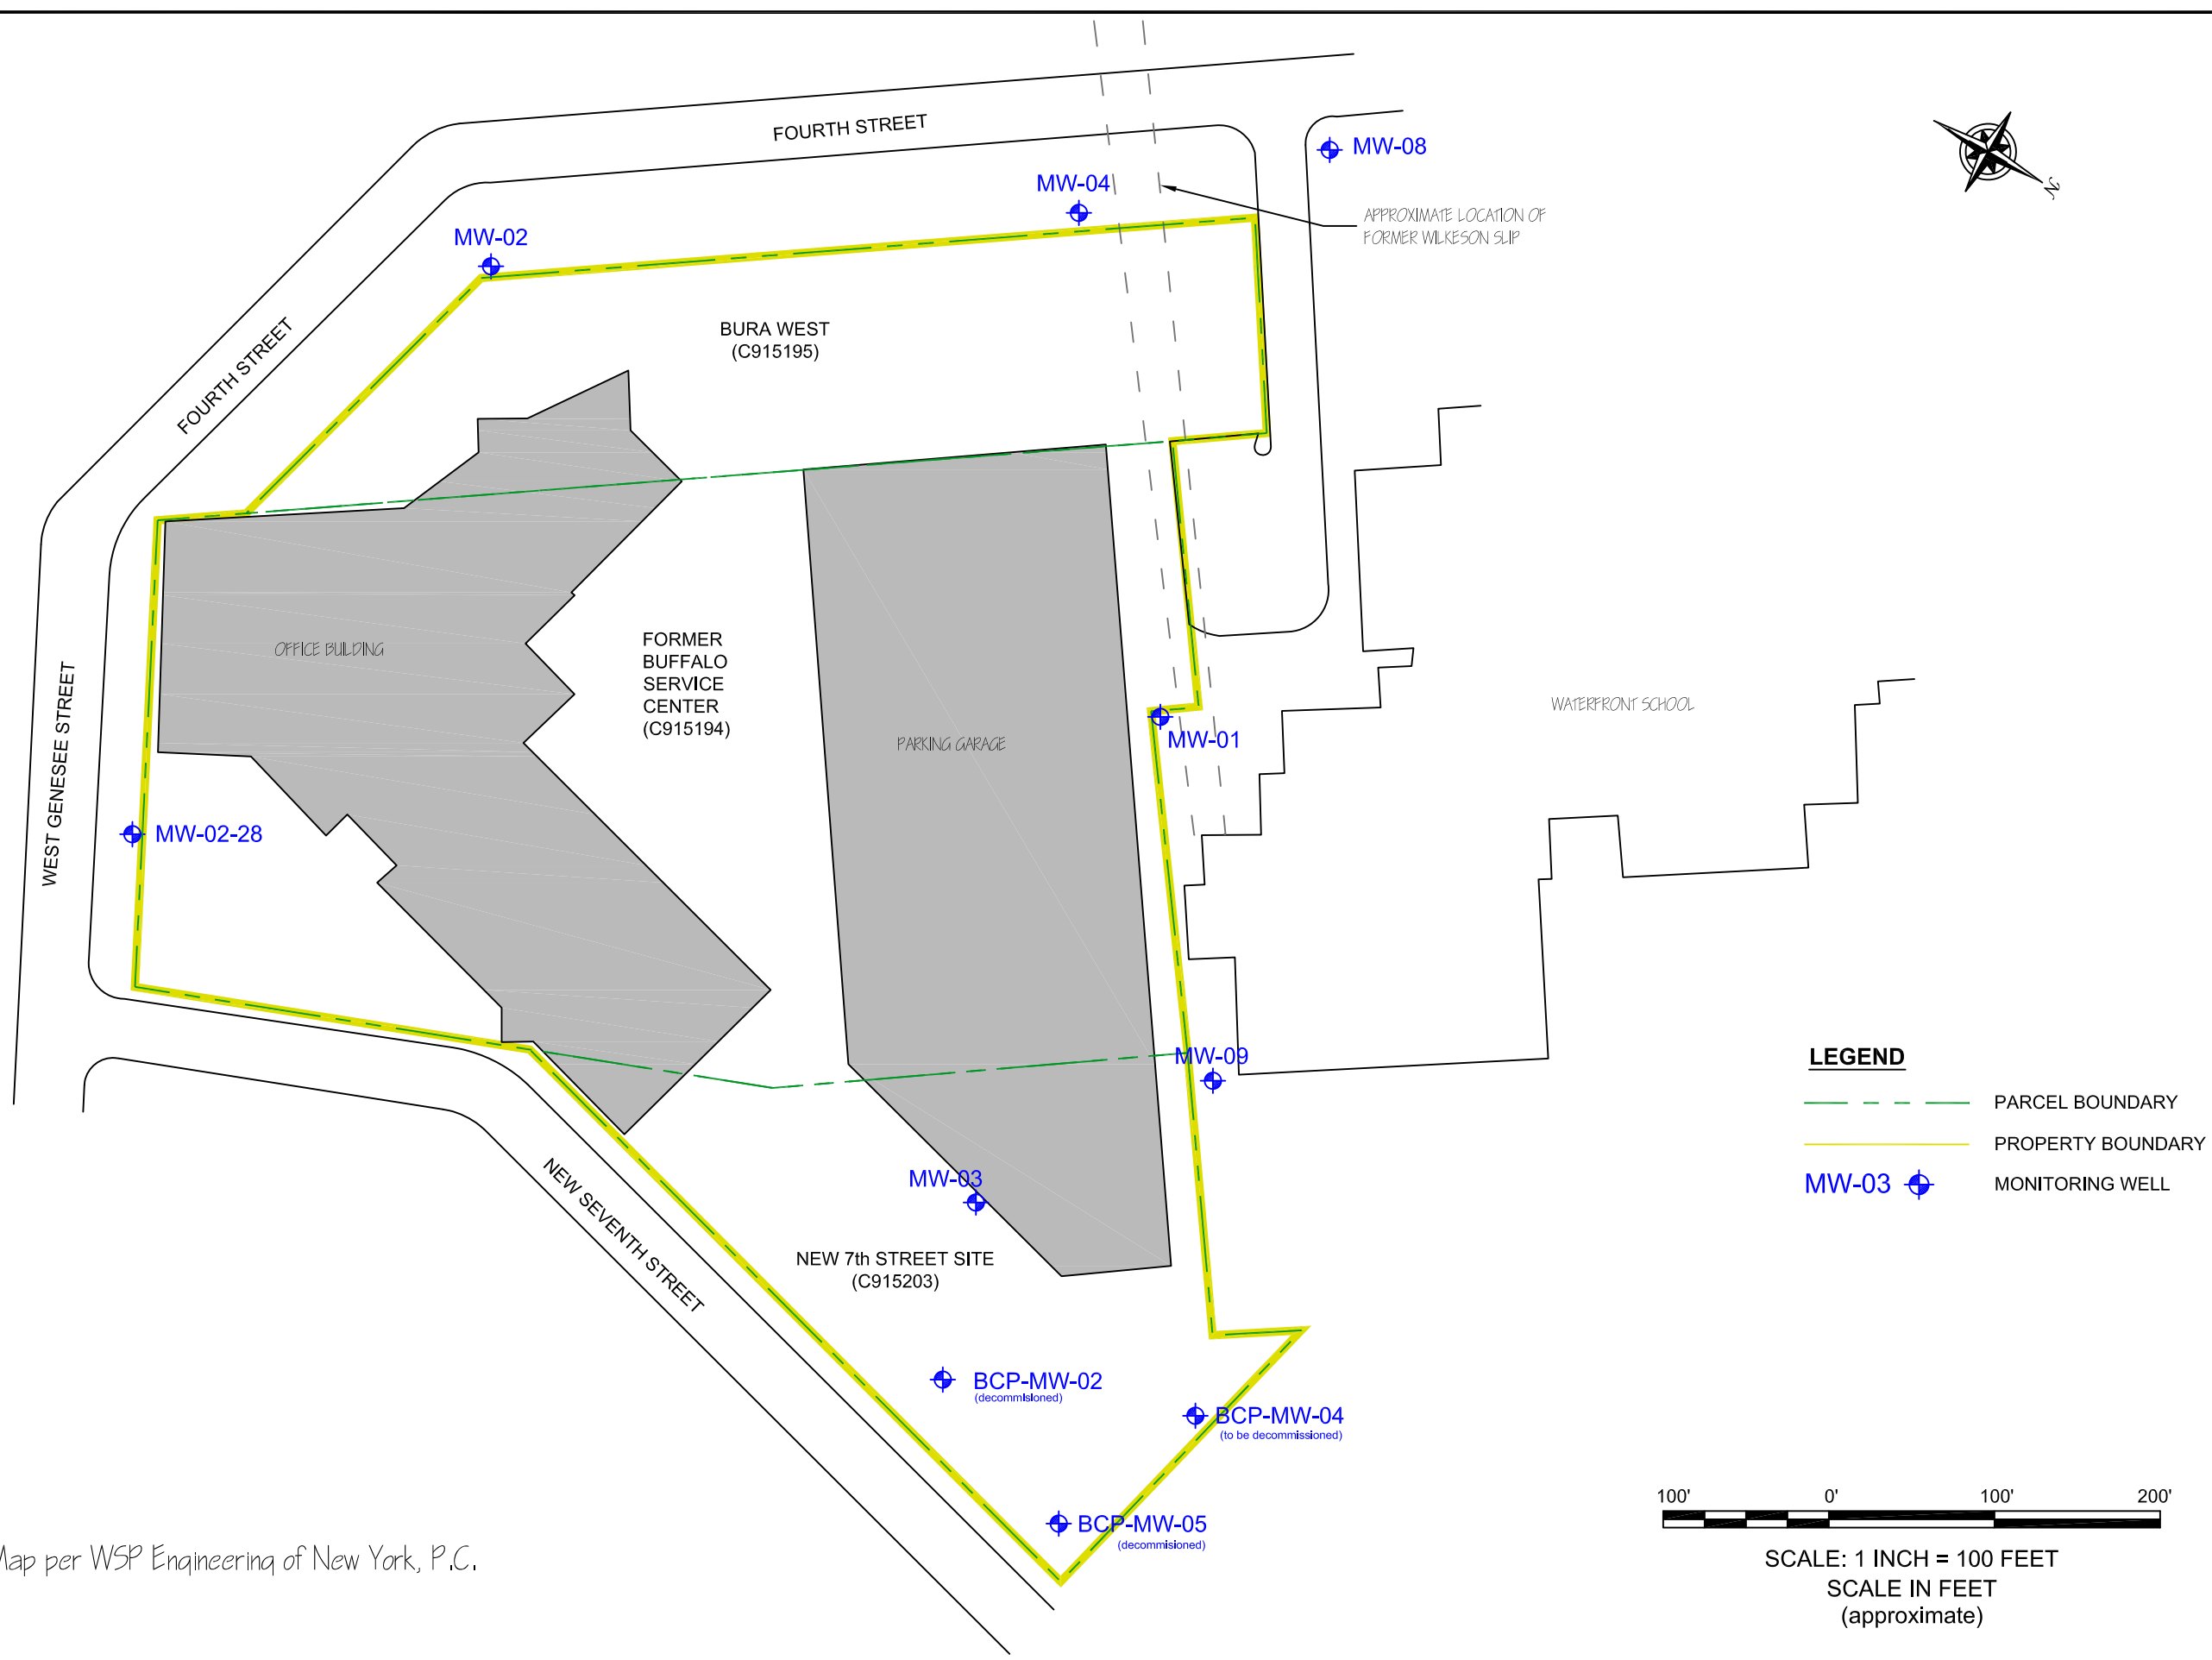 FOURTH STREET
MW-08
MW-04
APPROXIMATE LOCATION OF
FORMER WILKESON SLIP
N
MW-02
BURA WEST
(C915195)
FOURTH STREET
OFFICE BUILDING
FORMER
BUFFALO
SERVICE
CENTER
(C915194)
WATERFRONT SCHOOL
PARKING GARAGE
MW-01
WEST GENESEE STREET
MW-02-28
MW-09
LEGEND
PARCEL BOUNDARY
PROPERTY BOUNDARY
MW-03
MONITORING WELL
MW-03
NEW SEVENTH STREET
NEW 7th STREET SITE
(C915203)
BCP-MW-02
(decommisioned)
BCP-MW-04
(to be decommissioned)
BCP-MW-05
(decommisioned)
100' 0' 100' 200'
SCALE: 1 INCH = 100 FEET
SCALE IN FEET
(approximate)
Map per WSP Engineering of New York, P.C.